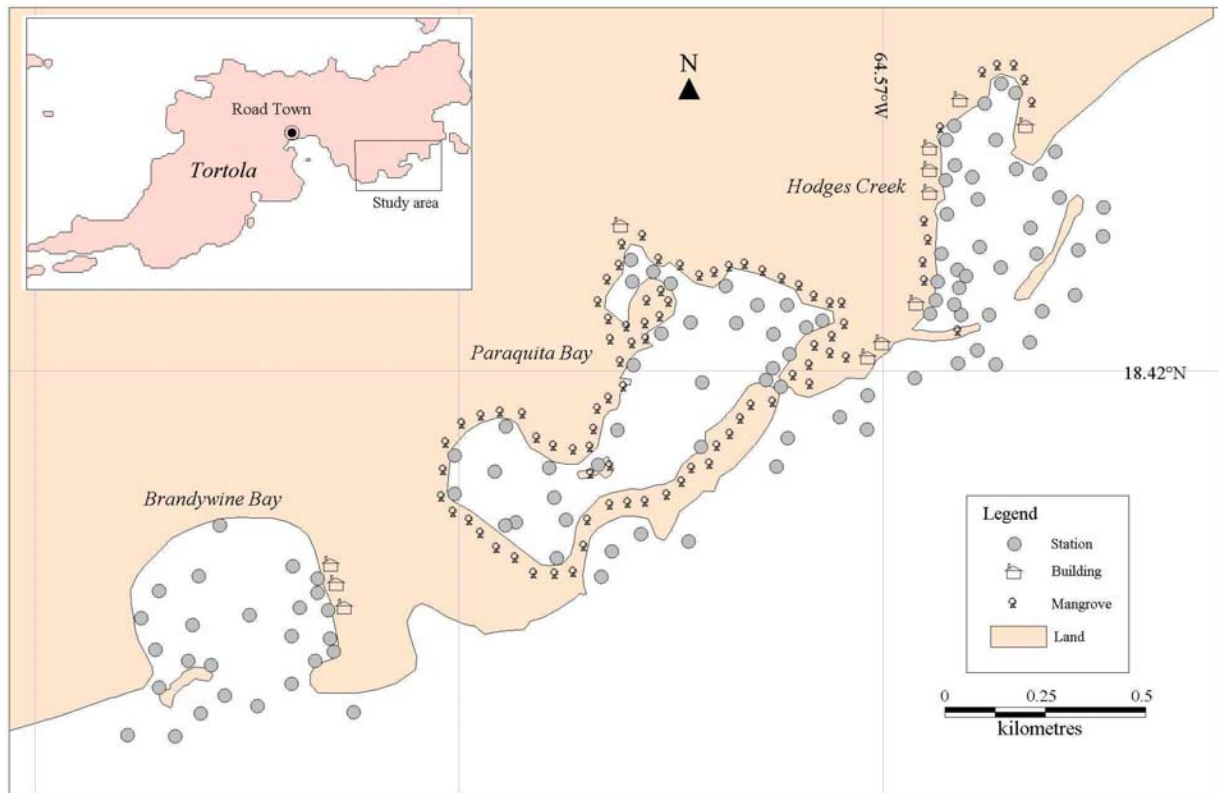 Road Town
Tortola
Study area
N
64.57°W
Hodges Creek
Paraquita Bay
18.42°N
Brandywine Bay
Legend
Station
Building
Mangrove
Land
0 0.25 0.5
kilometres